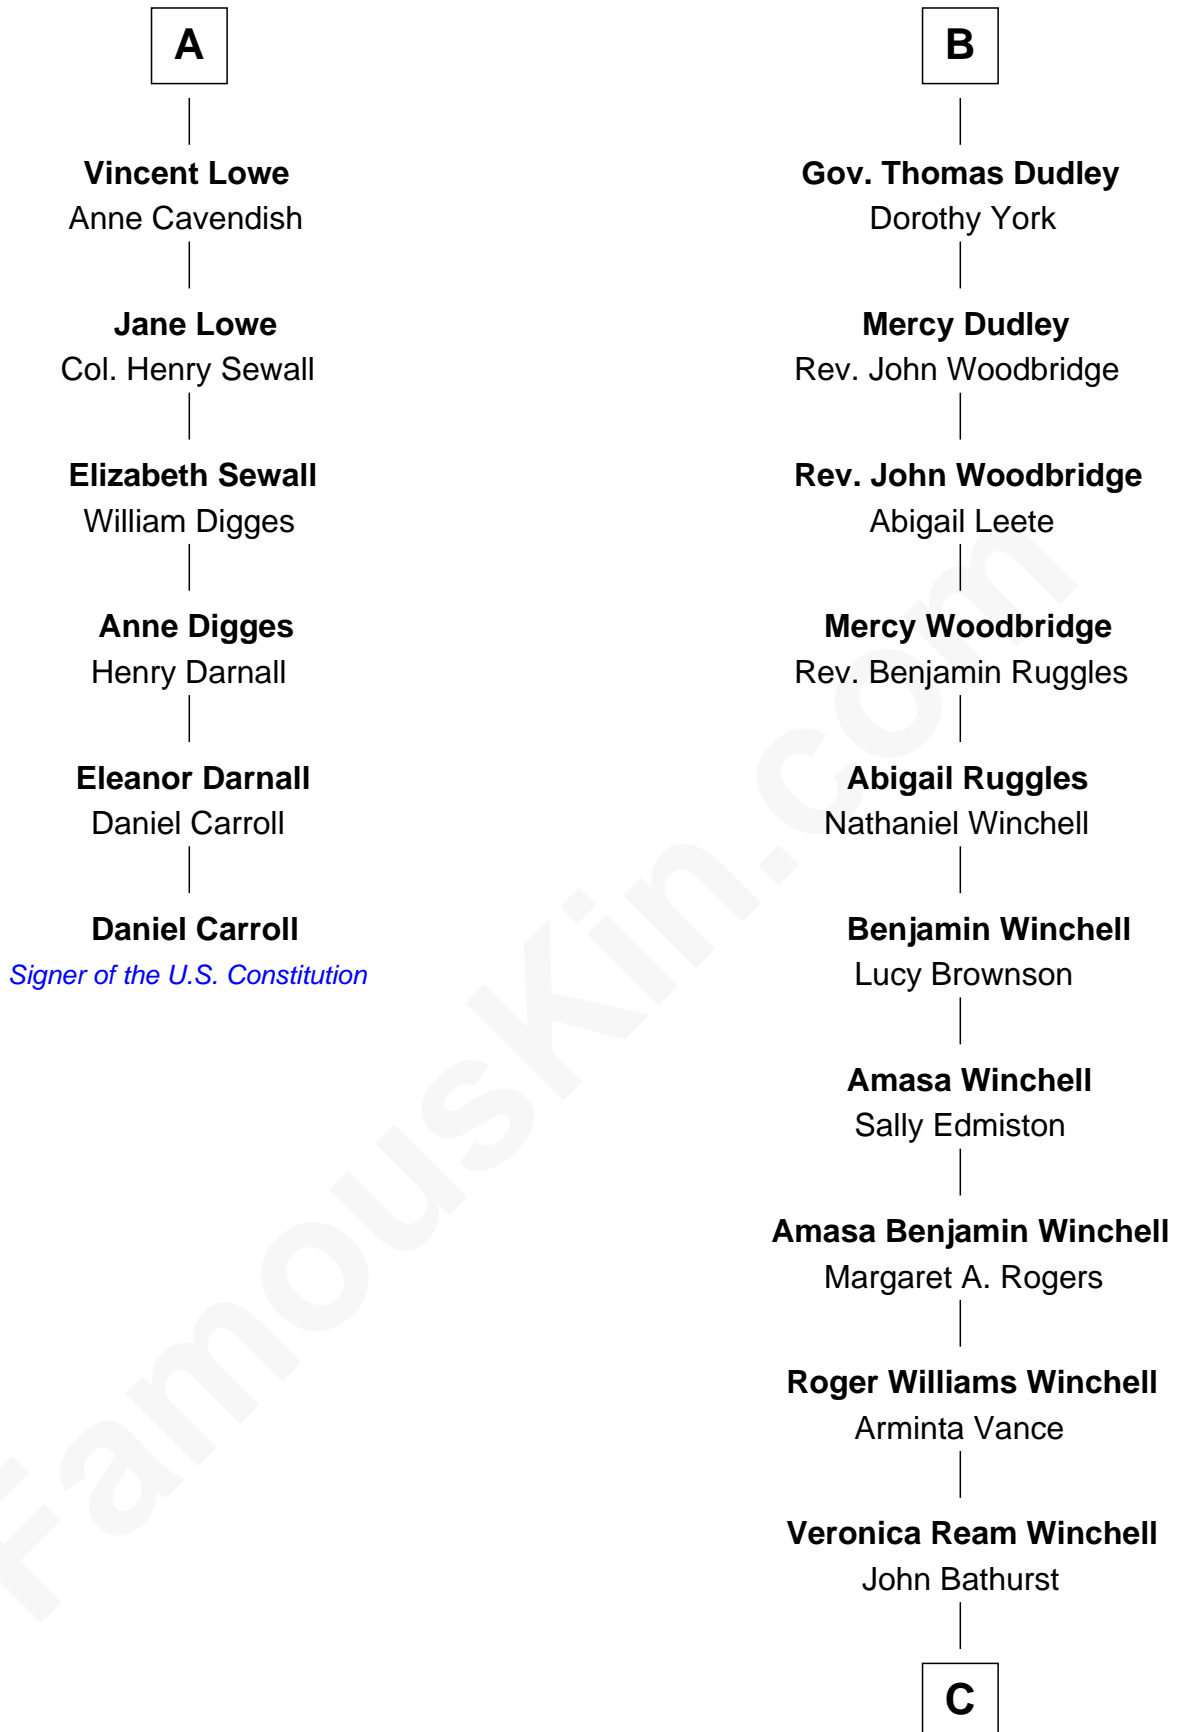 A
Vincent Lowe
Anne Cavendish
Jane Lowe
Col. Henry Sewall
Elizabeth Sewall
William Digges
Anne Digges
Henry Darnall
Eleanor Darnall
Daniel Carroll
Daniel Carroll
Signer of the U.S. Constitution
B
Gov. Thomas Dudley
Dorothy York
Mercy Dudley
Rev. John Woodbridge
Rev. John Woodbridge
Abigail Leete
Mercy Woodbridge
Rev. Benjamin Ruggles
Abigail Ruggles
Nathaniel Winchell
Benjamin Winchell
Lucy Brownson
Amasa Winchell
Sally Edmiston
Amasa Benjamin Winchell
Margaret A. Rogers
Roger Williams Winchell
Arminta Vance
Veronica Ream Winchell
John Bathurst
C
FamousKin.com